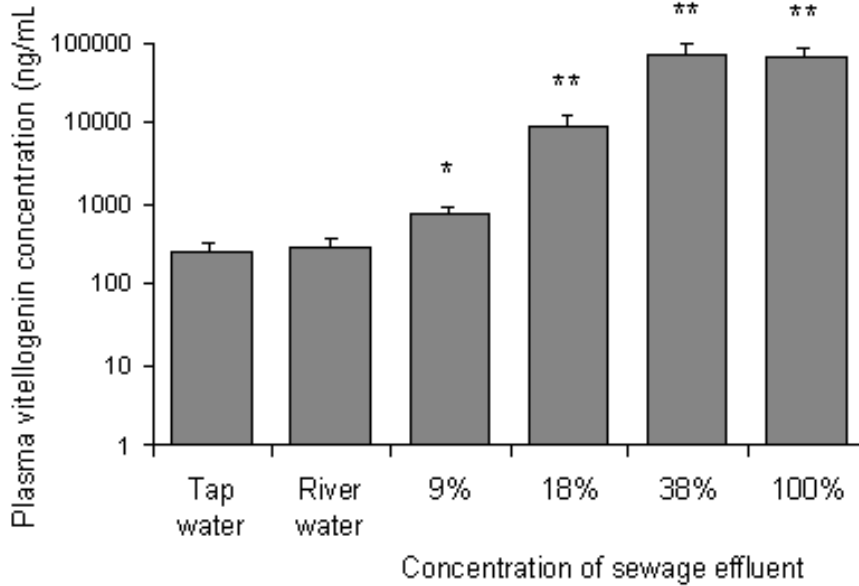 Plasma vitellogenin concentration (ng/mL
100000
10000
1000
100
10
1
*
**
**
**
Tap
water
River
water
9%
18%
38%
100%
Concentration of sewage effluent